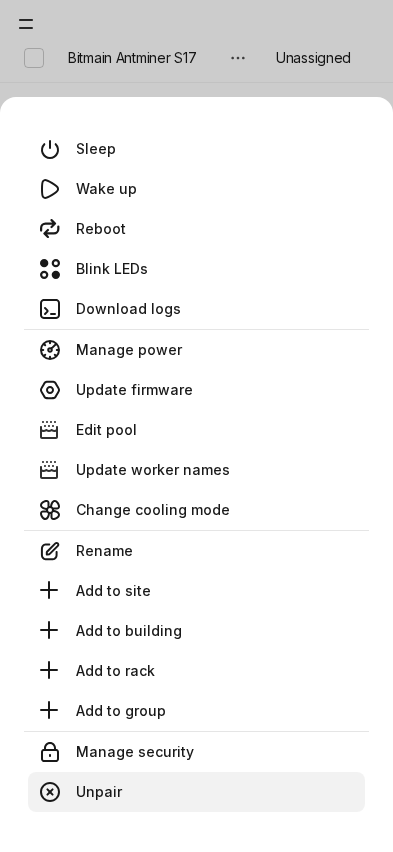 Bitmain Antminer S17 ··· Unassigned
Sleep
Wake up
Reboot
Blink LEDs
Download logs
Manage power
Update firmware
Edit pool
Update worker names
Change cooling mode
Rename
Add to site
Add to building
Add to rack
Add to group
Manage security
Unpair